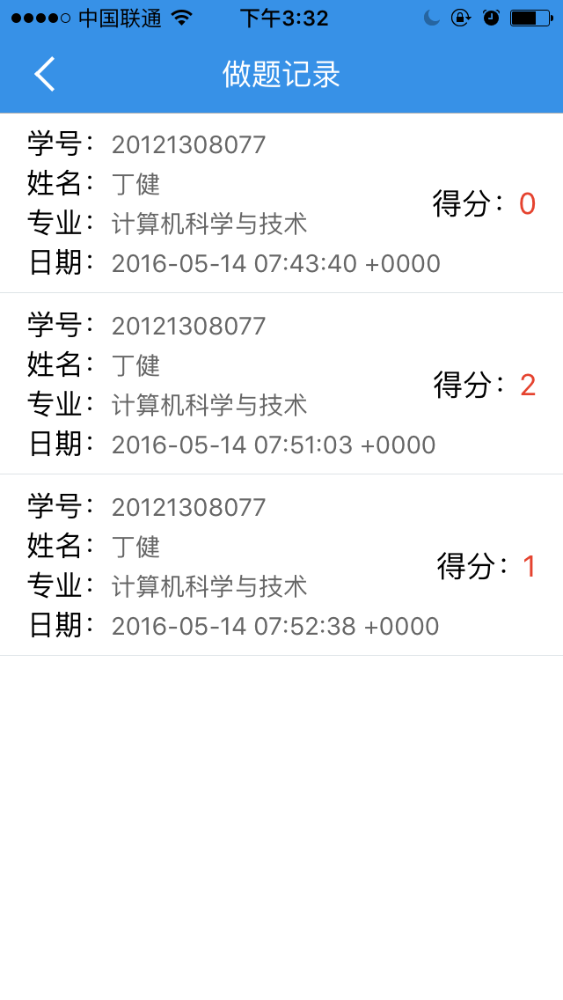 中国联通 下午3:32
做题记录
学号：20121308077
姓名：丁健
专业：计算机科学与技术
日期：2016-05-14 07:43:40 +0000
得分：0
学号：20121308077
姓名：丁健
专业：计算机科学与技术
日期：2016-05-14 07:51:03 +0000
得分：2
学号：20121308077
姓名：丁健
专业：计算机科学与技术
日期：2016-05-14 07:52:38 +0000
得分：1